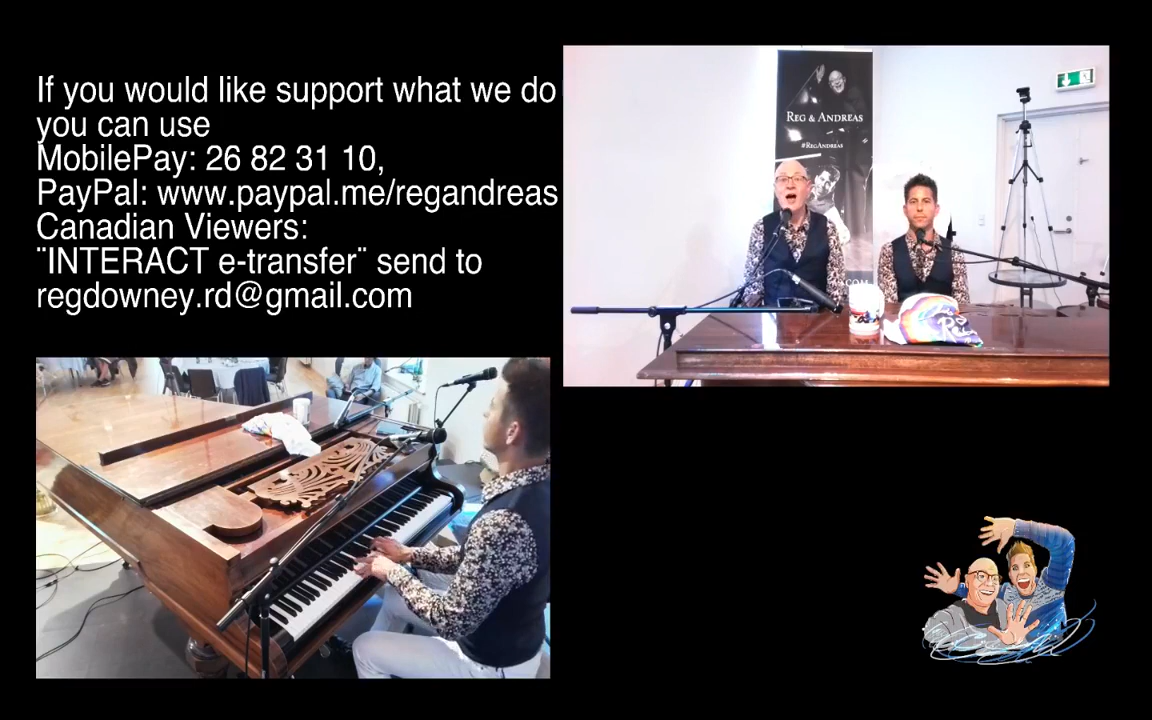 If you would like support what we do
you can use
MobilePay: 26 82 31 10,
PayPal: www.paypal.me/regandreas
Canadian Viewers:
¨INTERACT e-transfer¨ send to
regdowney.rd@gmail.com
REG & ANDREAS
#REGANDREAS